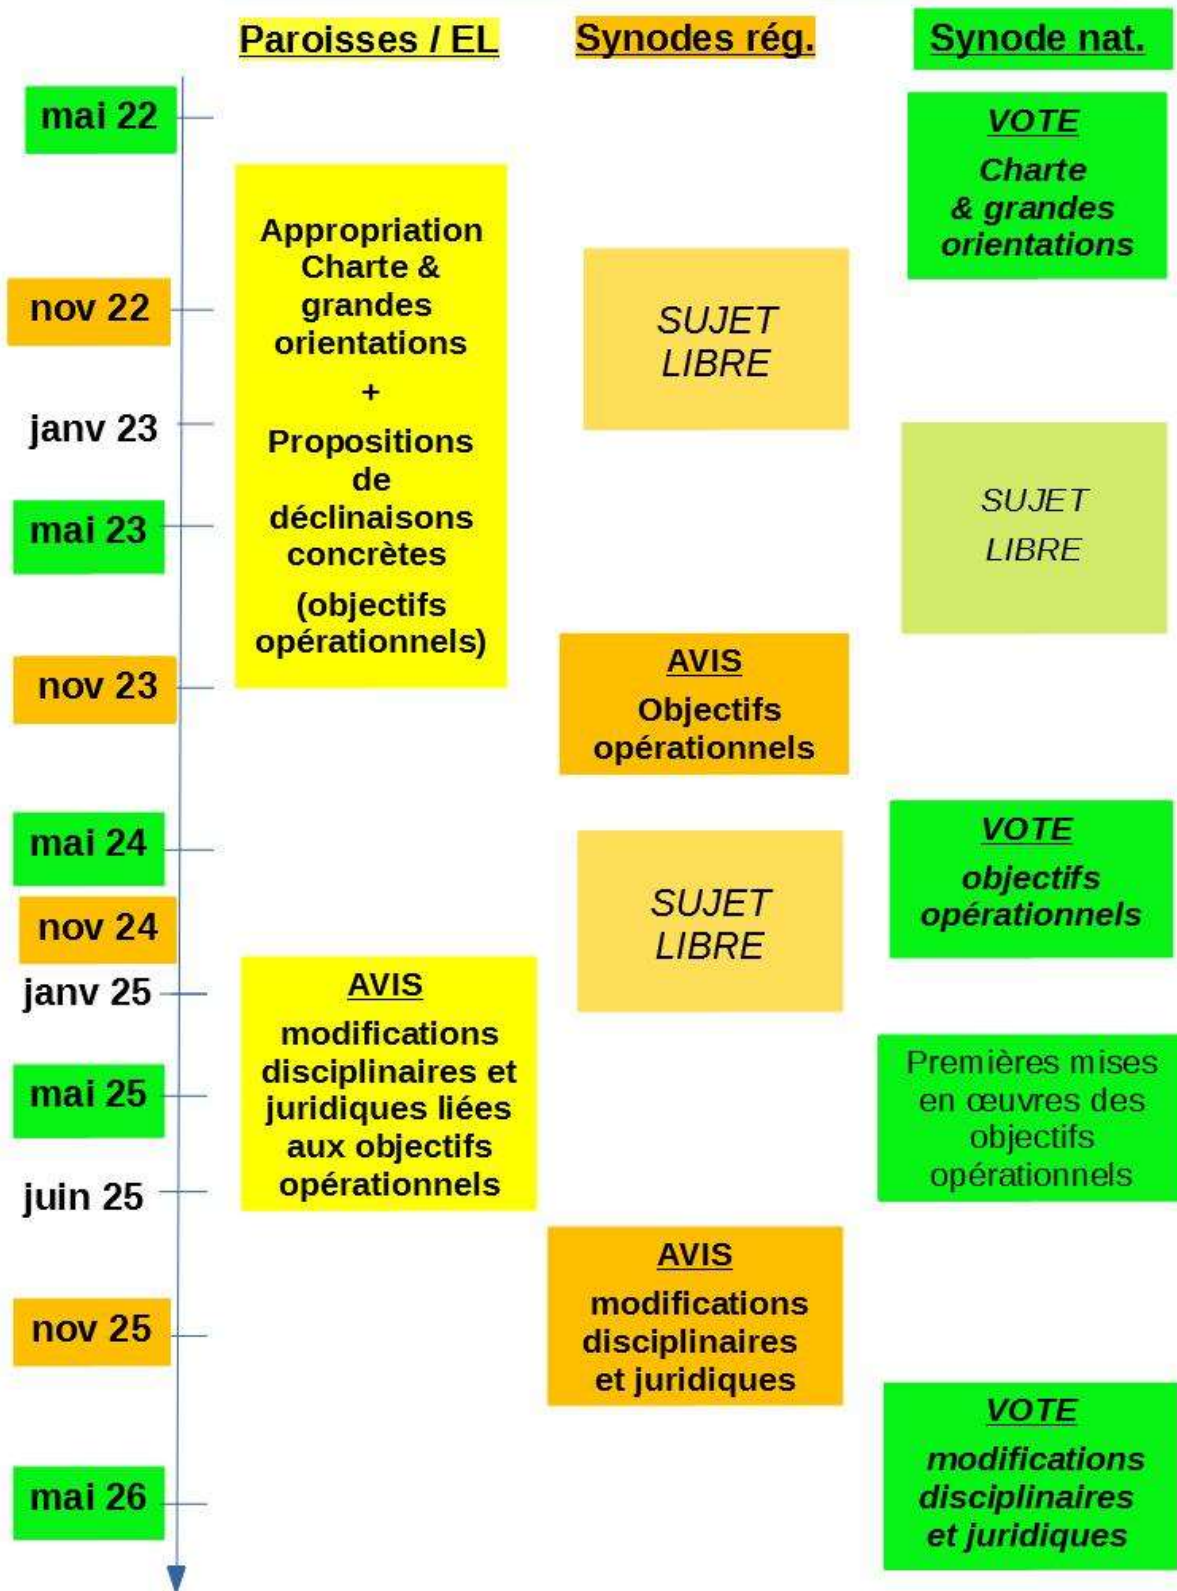 Paroisses / EL
Synodes rég.
Synode nat.
mai 22
VOTE
Charte
& grandes
orientations
Appropriation
Charte &
grandes
orientations
+
Propositions
de
déclinaisons
concrètes
(objectifs
opérationnels)
nov 22
SUJET
LIBRE
janv 23
mai 23
SUJET
LIBRE
nov 23
AVIS
Objectifs
opérationnels
mai 24
VOTE
objectifs
opérationnels
nov 24
SUJET
LIBRE
janv 25
AVIS
modifications
disciplinaires et
juridiques liées
aux objectifs
opérationnels
mai 25
Premières mises
en œuvres des
objectifs
opérationnels
juin 25
AVIS
modifications
disciplinaires
et juridiques
nov 25
VOTE
modifications
disciplinaires
et juridiques
mai 26